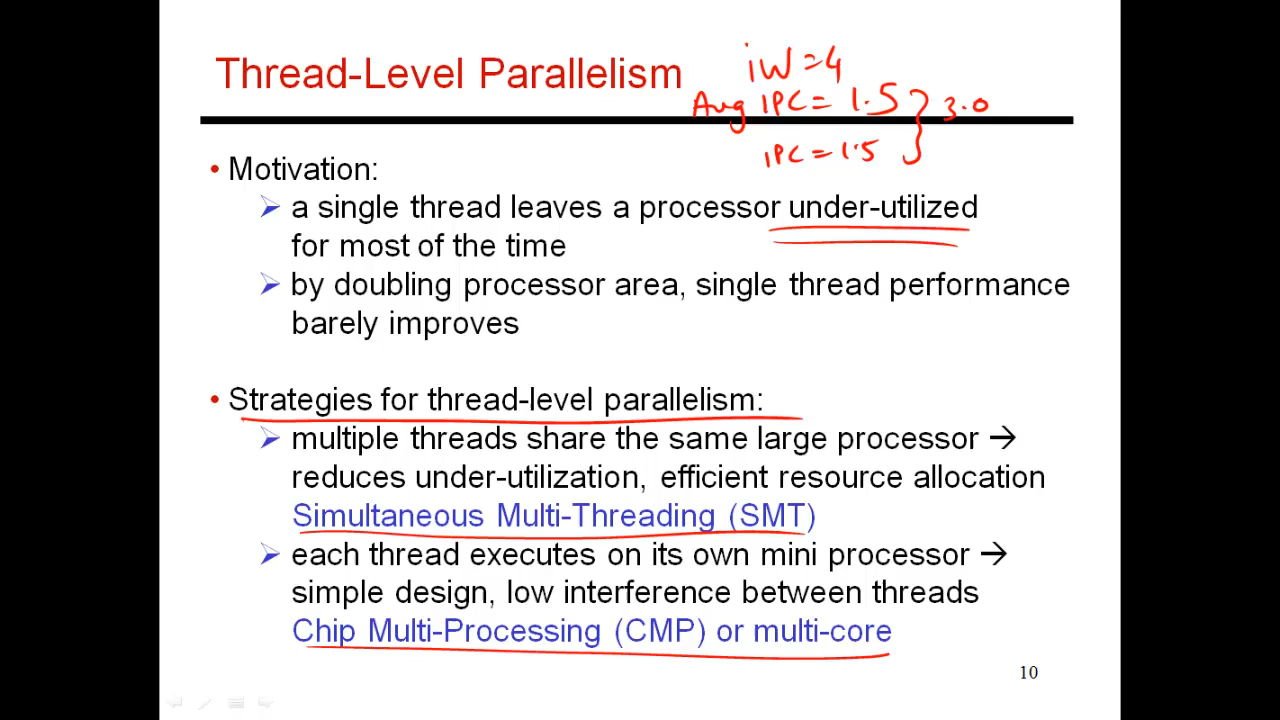 Thread-Level Parallelism
iW = 4
Avg IPC = 1.5 } 3.0
IPC = 1.5
• Motivation:
➢ a single thread leaves a processor under-utilized
for most of the time
➢ by doubling processor area, single thread performance
barely improves
• Strategies for thread-level parallelism:
➢ multiple threads share the same large processor →
reduces under-utilization, efficient resource allocation
Simultaneous Multi-Threading (SMT)
➢ each thread executes on its own mini processor →
simple design, low interference between threads
Chip Multi-Processing (CMP) or multi-core
10